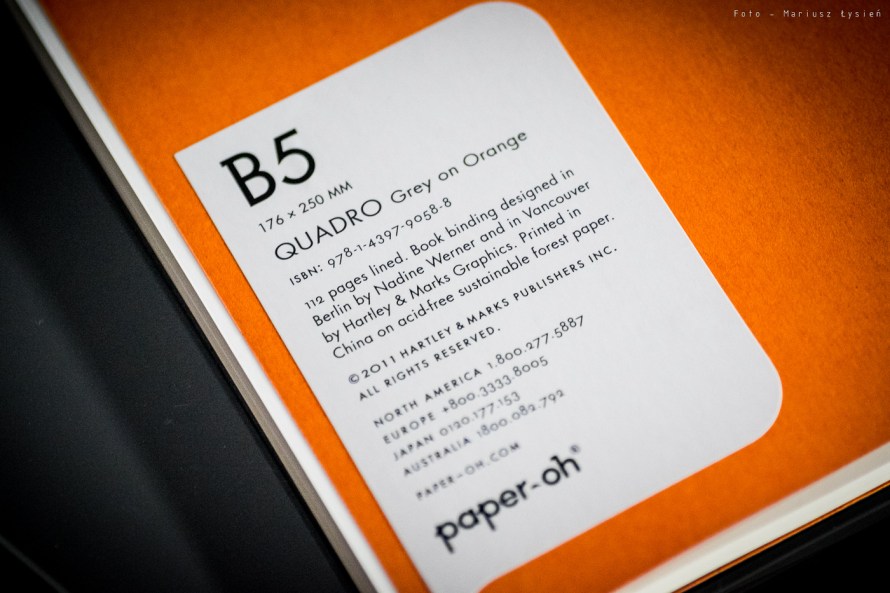 Foto - Mariusz Łysień
B5
176 × 250 MM
QUADRO Grey on Orange
ISBN: 978-1-4397-9058-8
112 pages lined. Book binding designed in
Berlin by Nadine Werner and in Vancouver
by Hartley & Marks Graphics. Printed in
China on acid-free sustainable forest paper.
©2011 HARTLEY & MARKS PUBLISHERS INC.
ALL RIGHTS RESERVED.
NORTH AMERICA 1.800.277.5887
EUROPE +800.3333.8005
JAPAN 0120.177.153
AUSTRALIA 1800.082.792
PAPER-OH.COM
paper-oh®